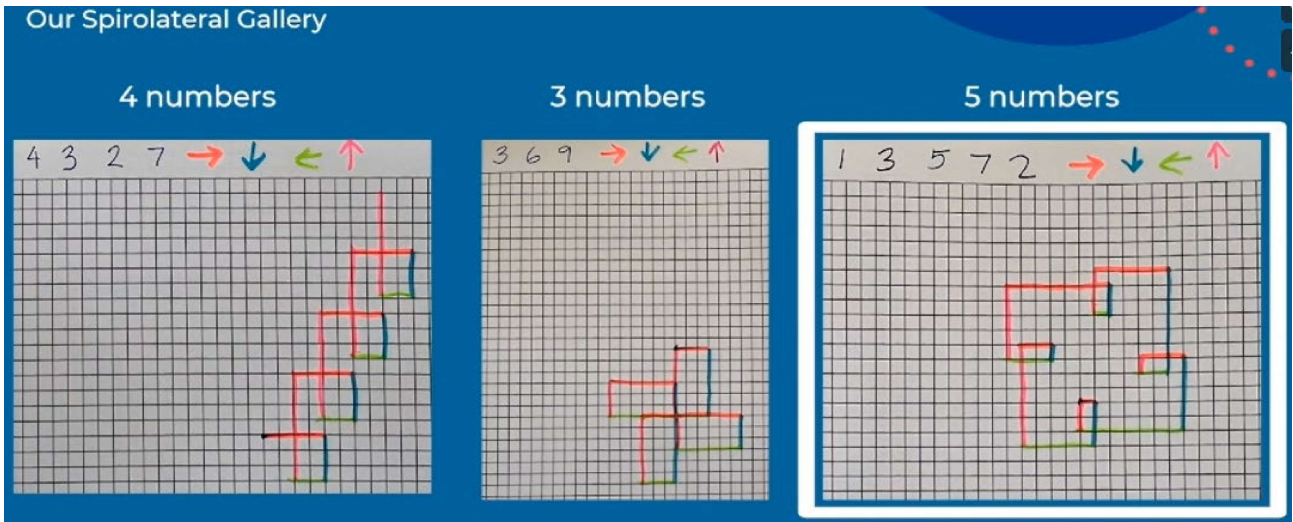 Our Spirolateral Gallery
4 numbers
3 numbers
5 numbers
4 3 2 7 → ↓ ← ↑
3 6 9 → ↓ ← ↑
1 3 5 7 2 → ↓ ← ↑